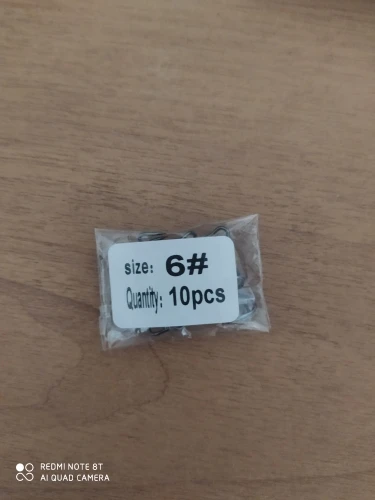 size: 6#
Quantity: 10pcs
REDMI NOTE 8T
AI QUAD CAMERA